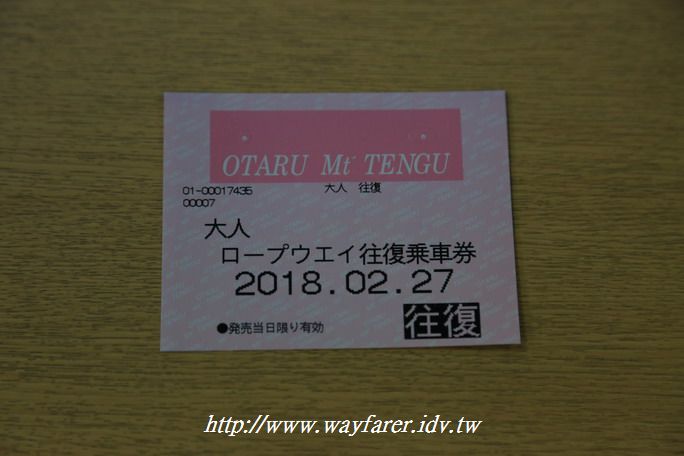 OTARU Mt TENGU
01-00017435 大人 往復
00007
大人
ロープウエイ往復乗車券
2018.02.27
●発売当日限り有効
往復
http://www.wayfarer.idv.tw